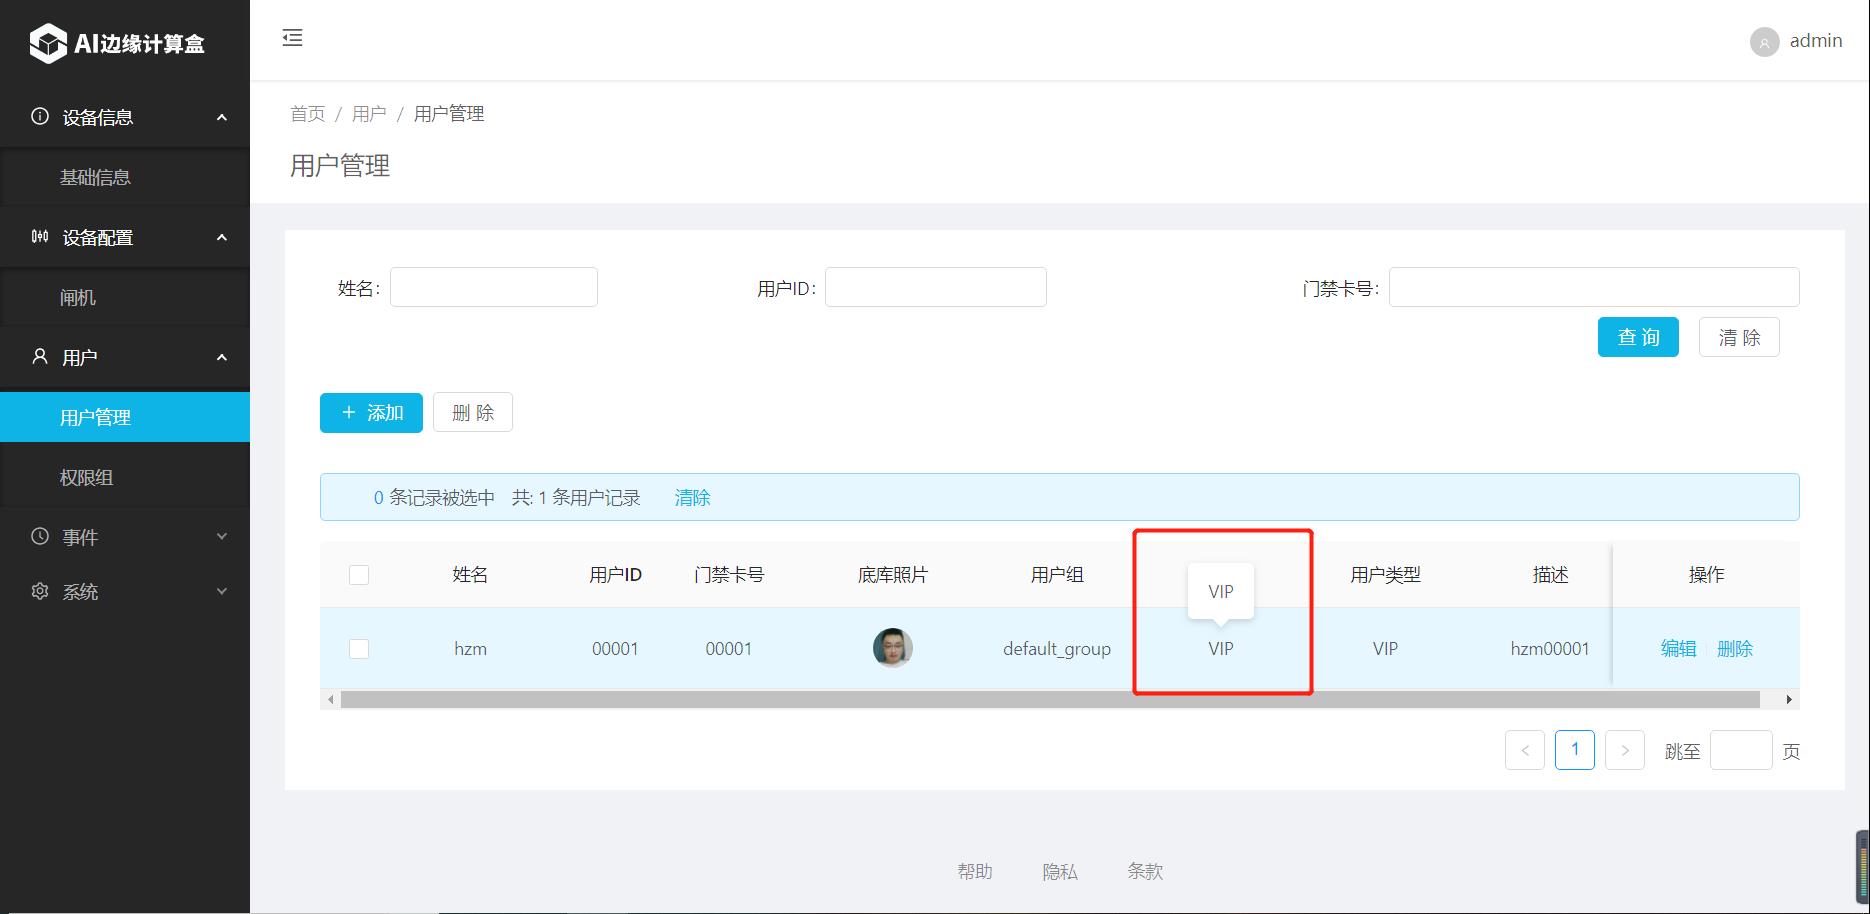 AI边缘计算盒
admin
设备信息
首页 / 用户 / 用户管理
用户管理
基础信息
设备配置
闸机
用户
用户管理
权限组
事件
系统
姓名：
用户ID：
门禁卡号：
查 询
清 除
+ 添加
删 除
0 条记录被选中 共: 1 条用户记录 清除
姓名 用户ID 门禁卡号 底库照片 用户组 VIP 用户类型 描述 操作
hzm 00001 00001 default_group VIP VIP hzm00001 编辑 删除
< 1 > 跳至 页
帮助 隐私 条款